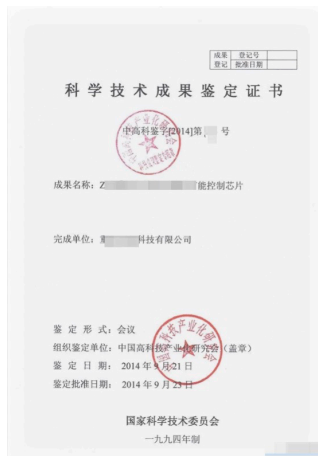 成果 登记号
登记 批准日期
科学技术成果鉴定证书
中高科鉴字[2014]第 号
成果名称：Z 能控制芯片
完成单位： 科技有限公司
鉴定形式：会议
组织鉴定单位：中国高科技产业化研究会（盖章）
鉴定日期：2014年9月21日
鉴定批准日期：2014年9月23日
国家科学技术委员会
一九九四年制